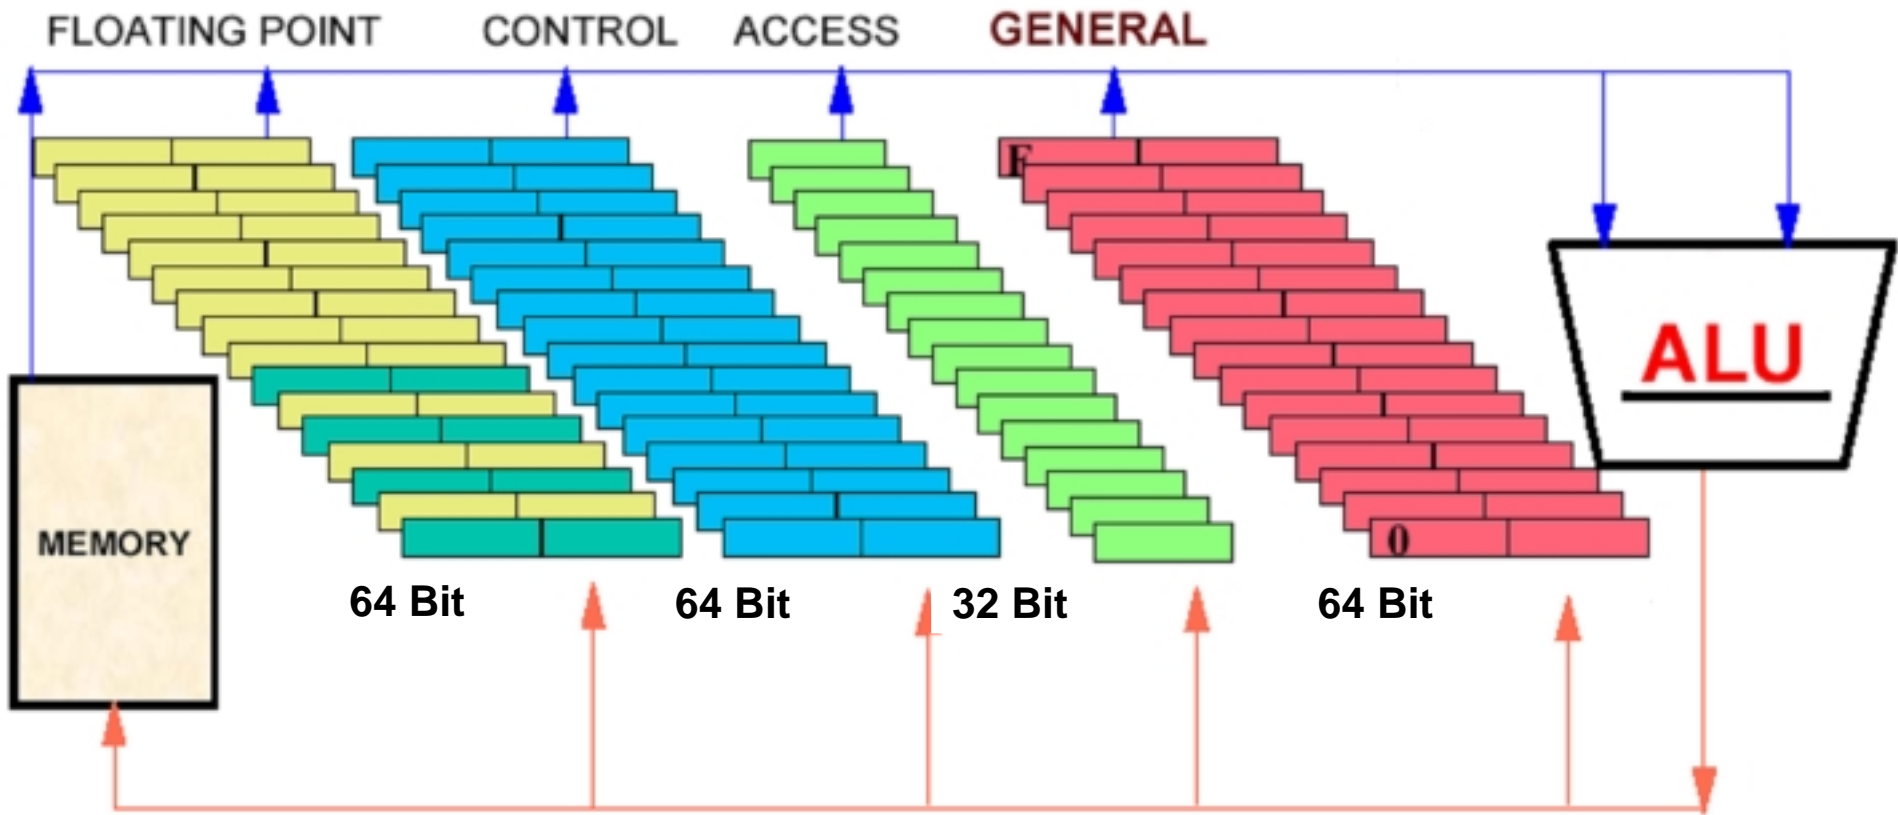 FLOATING POINT CONTROL ACCESS GENERAL
F
ALU
MEMORY
0
64 Bit 64 Bit 32 Bit 64 Bit